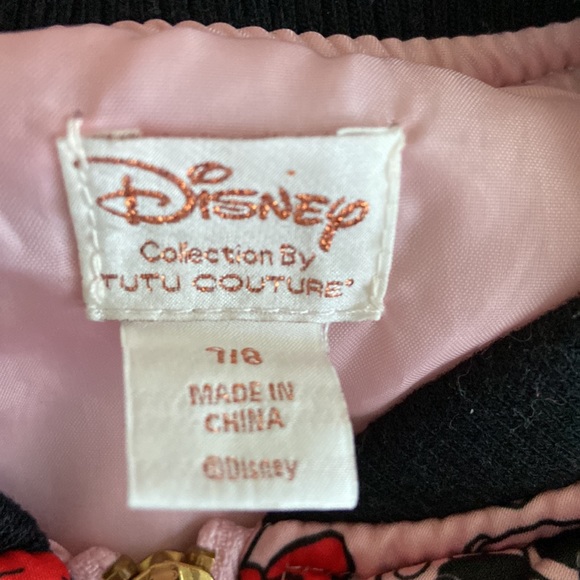 Disney
Collection By
TUTU COUTURE®
7/8
MADE IN
CHINA
©Disney